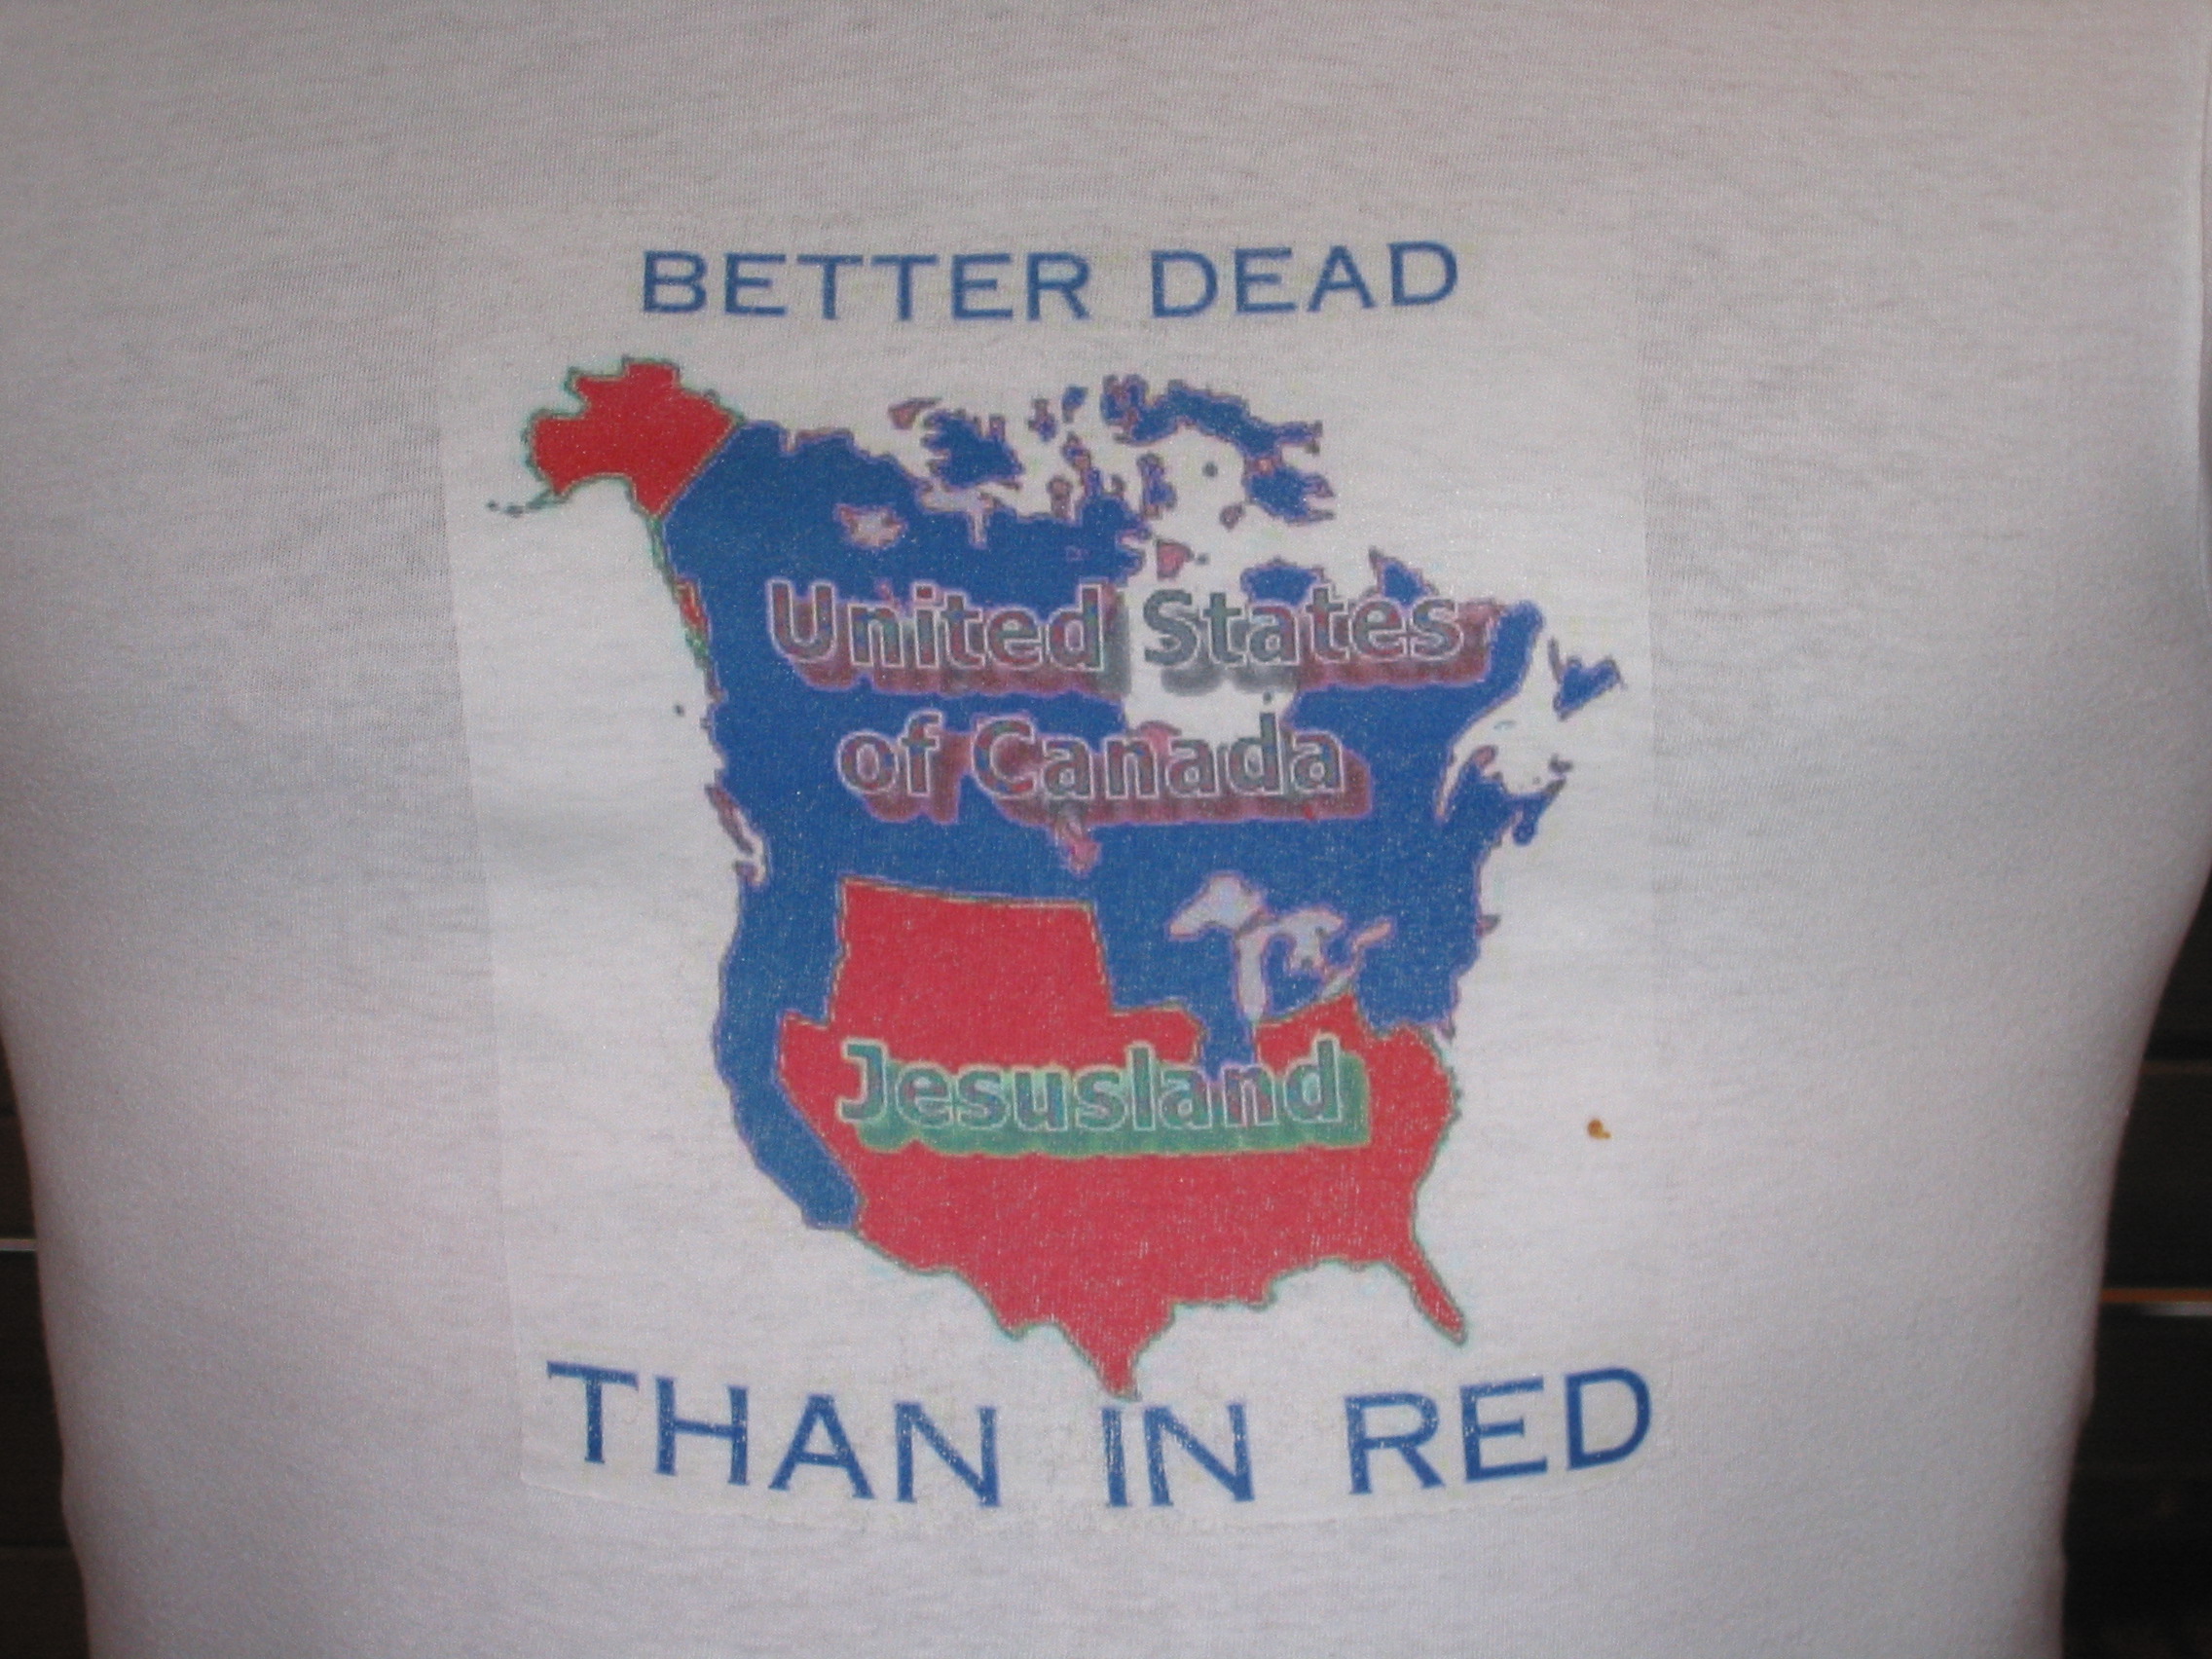 BETTER DEAD
United States
of Canada
Jesusland
THAN IN RED